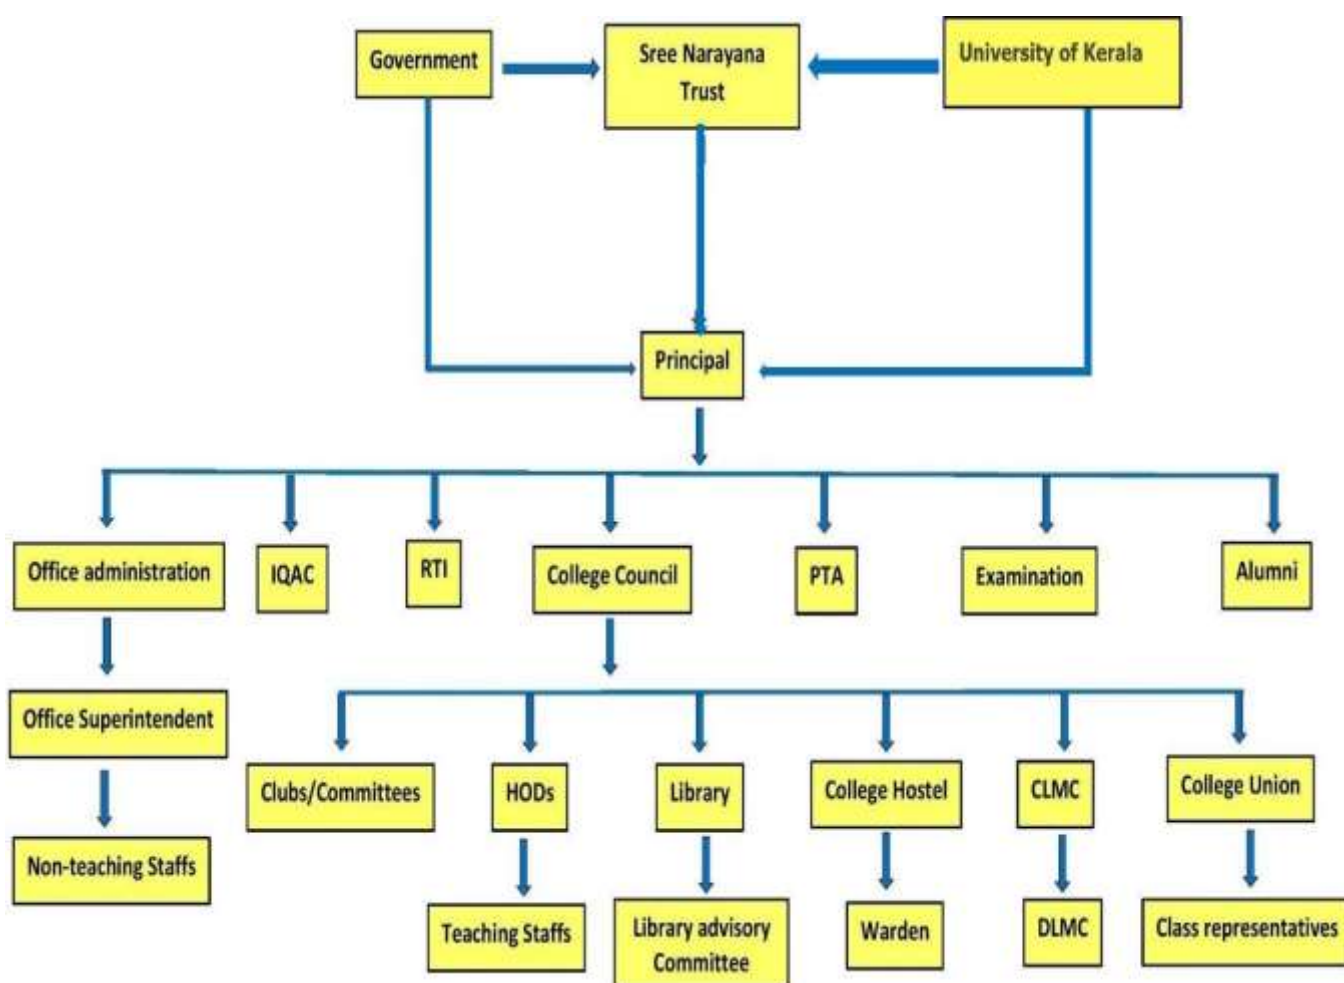 Government
Sree Narayana
Trust
University of Kerala
Principal
Office administration
IQAC
RTI
College Council
PTA
Examination
Alumni
Office Superintendent
Clubs/Committees
HODs
Library
College Hostel
CLMC
College Union
Non-teaching Staffs
Teaching Staffs
Library advisory
Committee
Warden
DLMC
Class representatives